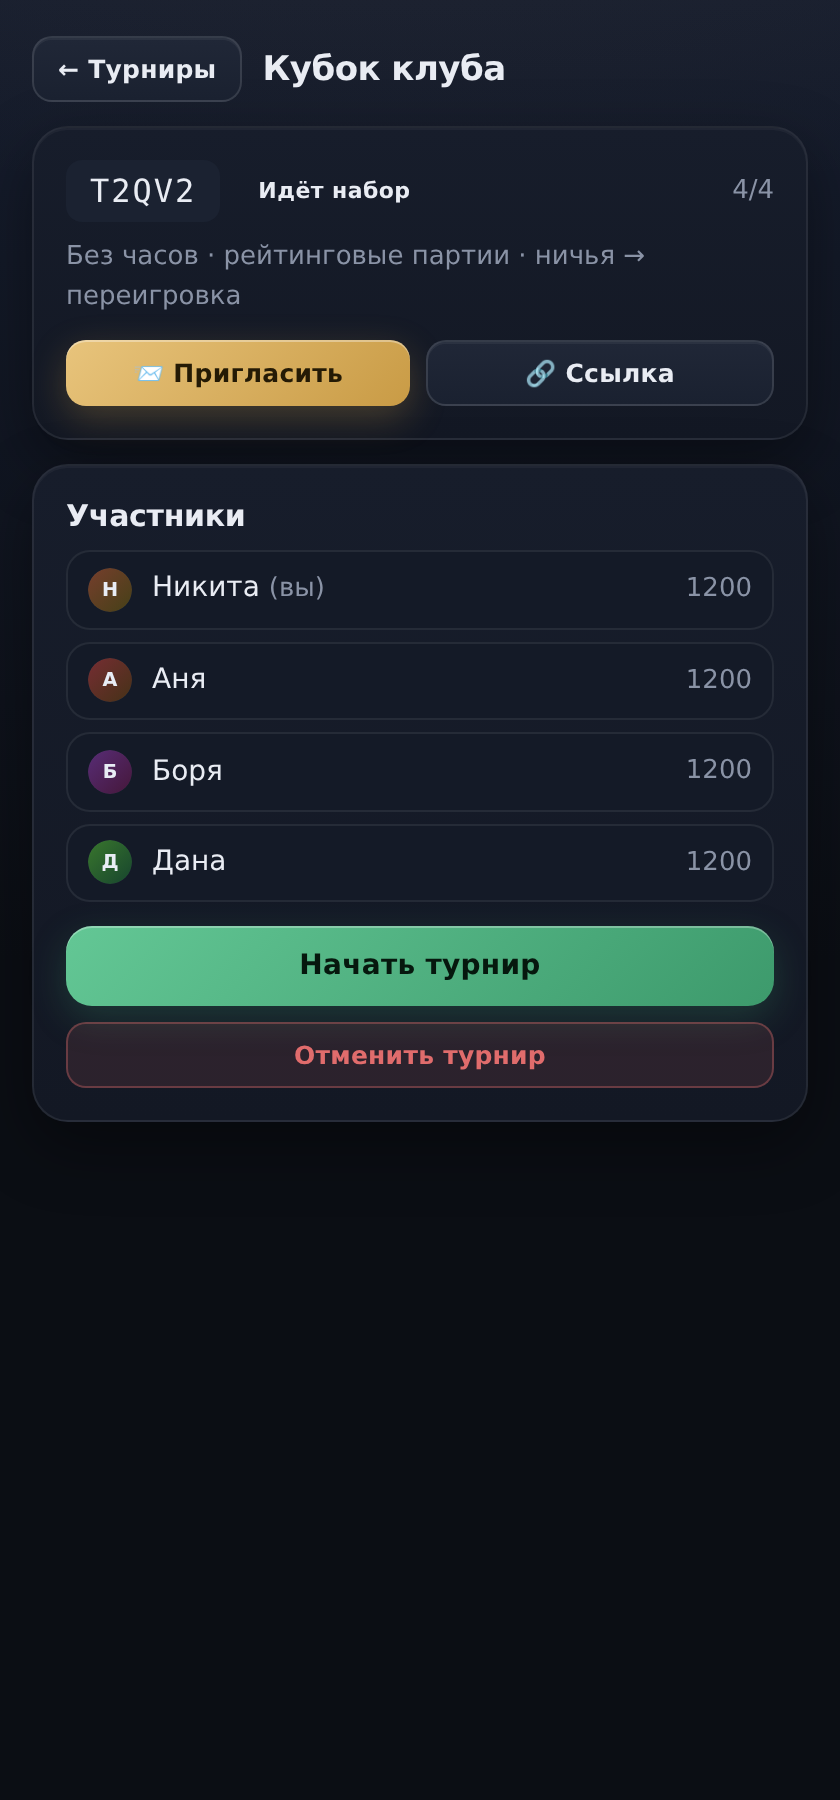 ← Турниры Кубок клуба
T2QV2 Идёт набор 4/4
Без часов · рейтинговые партии · ничья →
переигровка
📨 Пригласить 🔗 Ссылка
Участники
Н Никита (вы) 1200
А Аня 1200
Б Боря 1200
Д Дана 1200
Начать турнир
Отменить турнир